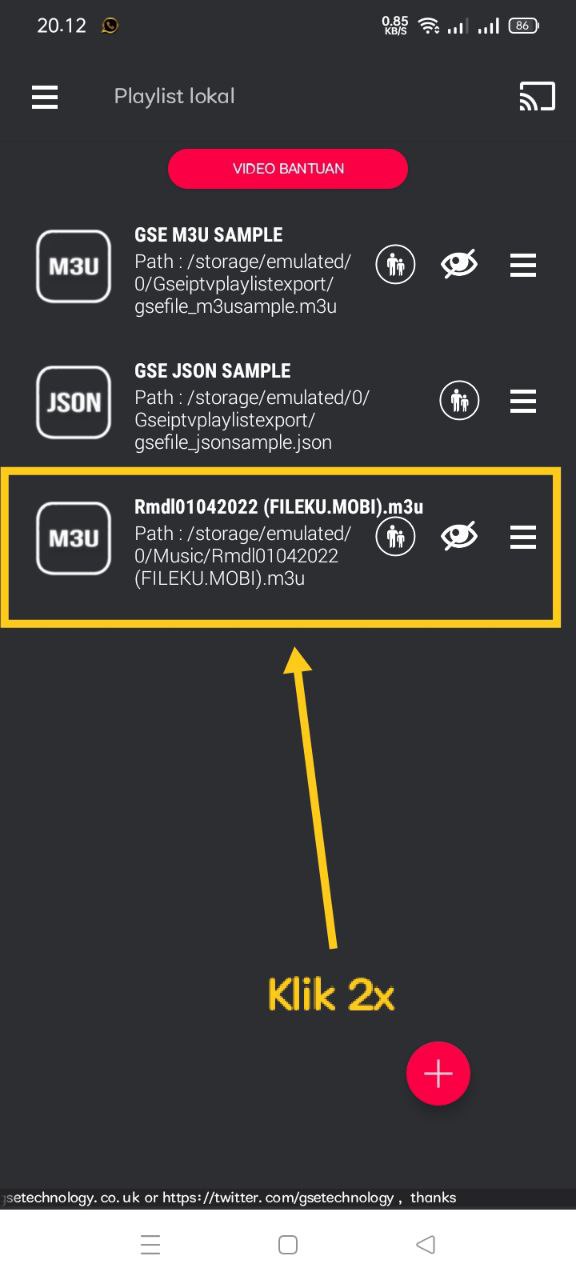 20.12
0.85
KB/S
86
Playlist lokal
VIDEO BANTUAN
M3U
GSE M3U SAMPLE
Path : /storage/emulated/
0/Gseiptvplaylistexport/
gsefile_m3usample.m3u
JSON
GSE JSON SAMPLE
Path : /storage/emulated/0/
Gseiptvplaylistexport/
gsefile_jsonsample.json
M3U
Rmdl01042022 (FILEKU.MOBI).m3u
Path : /storage/emulated/
0/Music/Rmdl01042022
(FILEKU.MOBI).m3u
Klik 2x
gsetechnology.co.uk or https://twitter.com/gsetechnology , thanks